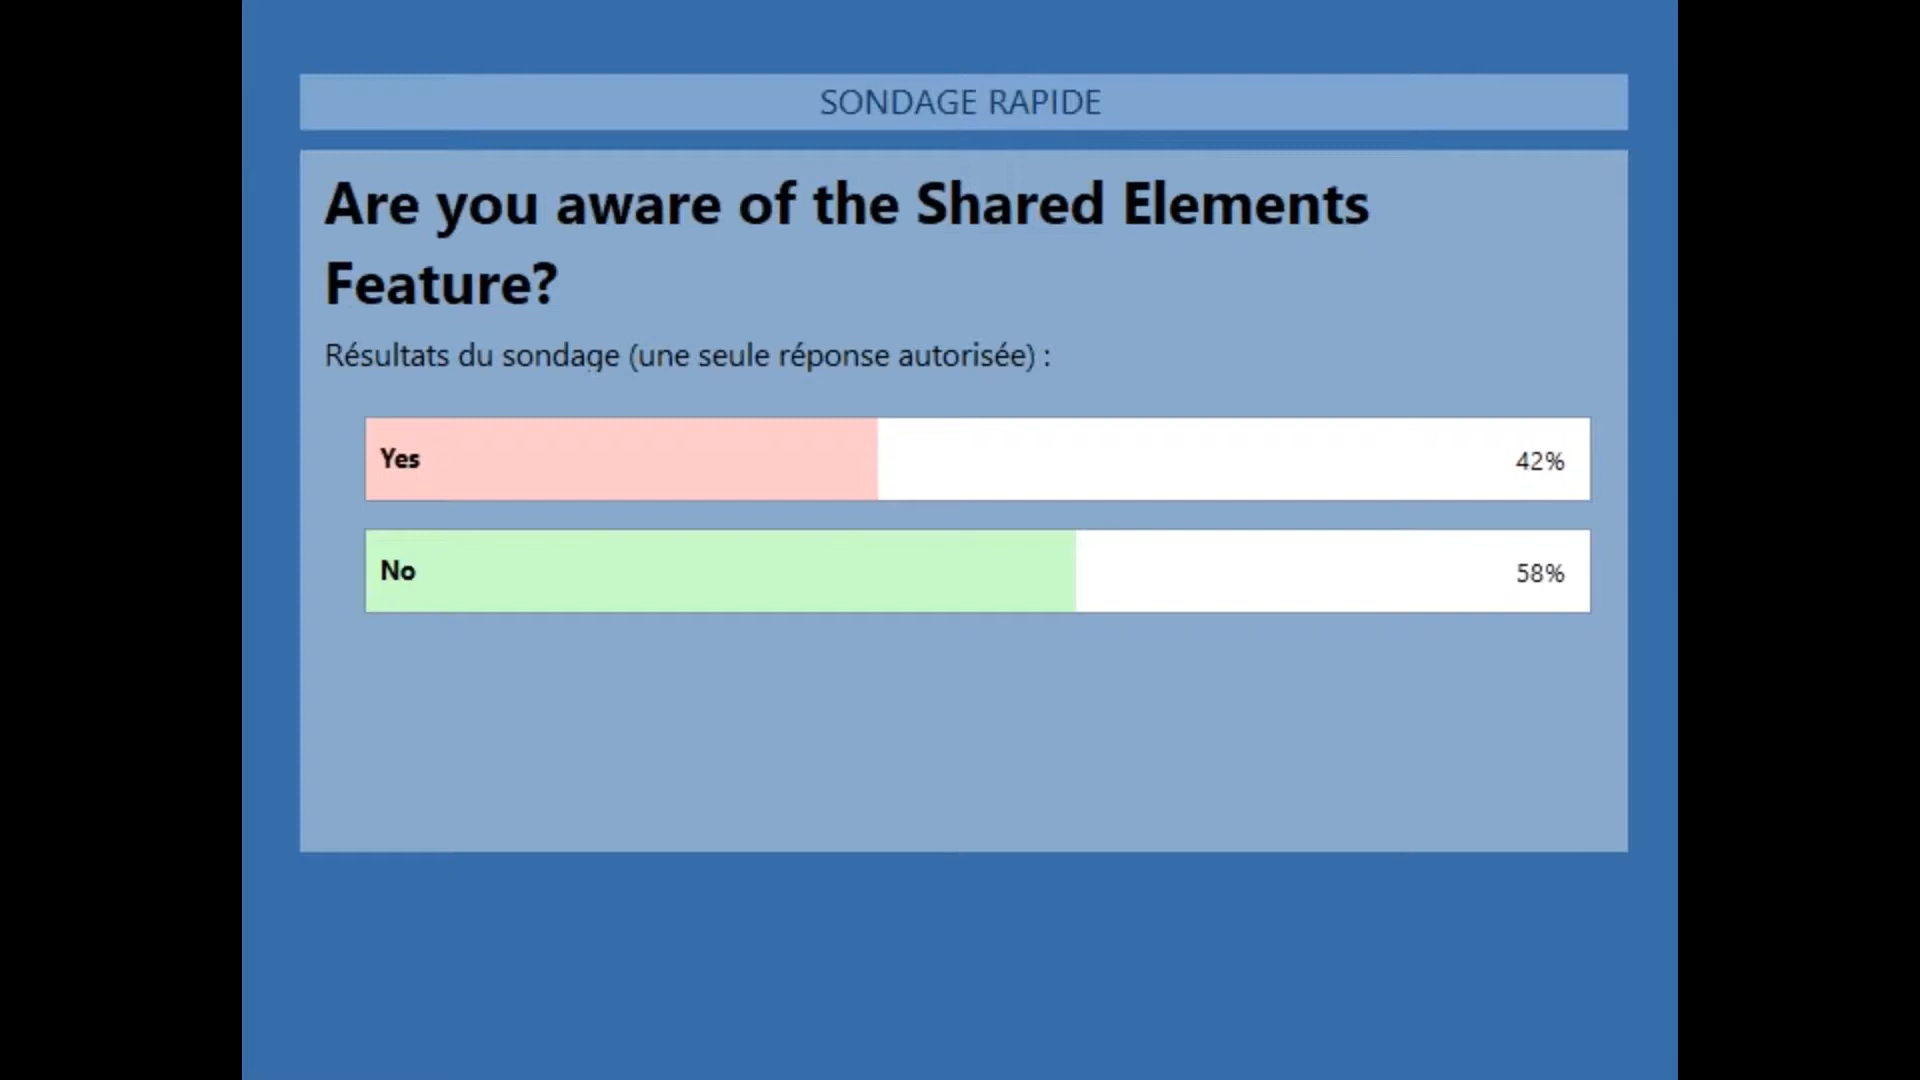 SONDAGE RAPIDE
Are you aware of the Shared Elements
Feature?
Résultats du sondage (une seule réponse autorisée) :
Yes 42%
No 58%